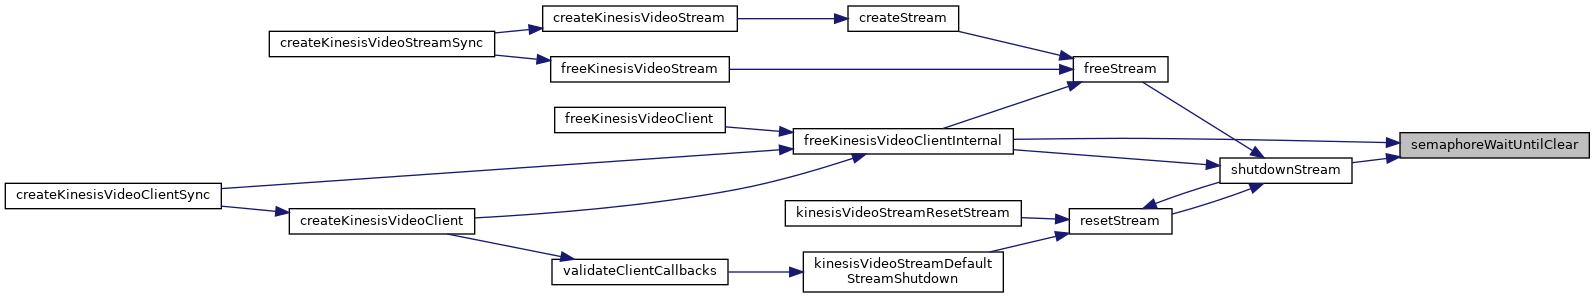 createKinesisVideoStream
createStream
createKinesisVideoStreamSync
freeKinesisVideoStream
freeStream
freeKinesisVideoClient
freeKinesisVideoClientInternal
semaphoreWaitUntilClear
shutdownStream
createKinesisVideoClientSync
createKinesisVideoClient
kinesisVideoStreamResetStream
resetStream
validateClientCallbacks
kinesisVideoStreamDefault
StreamShutdown